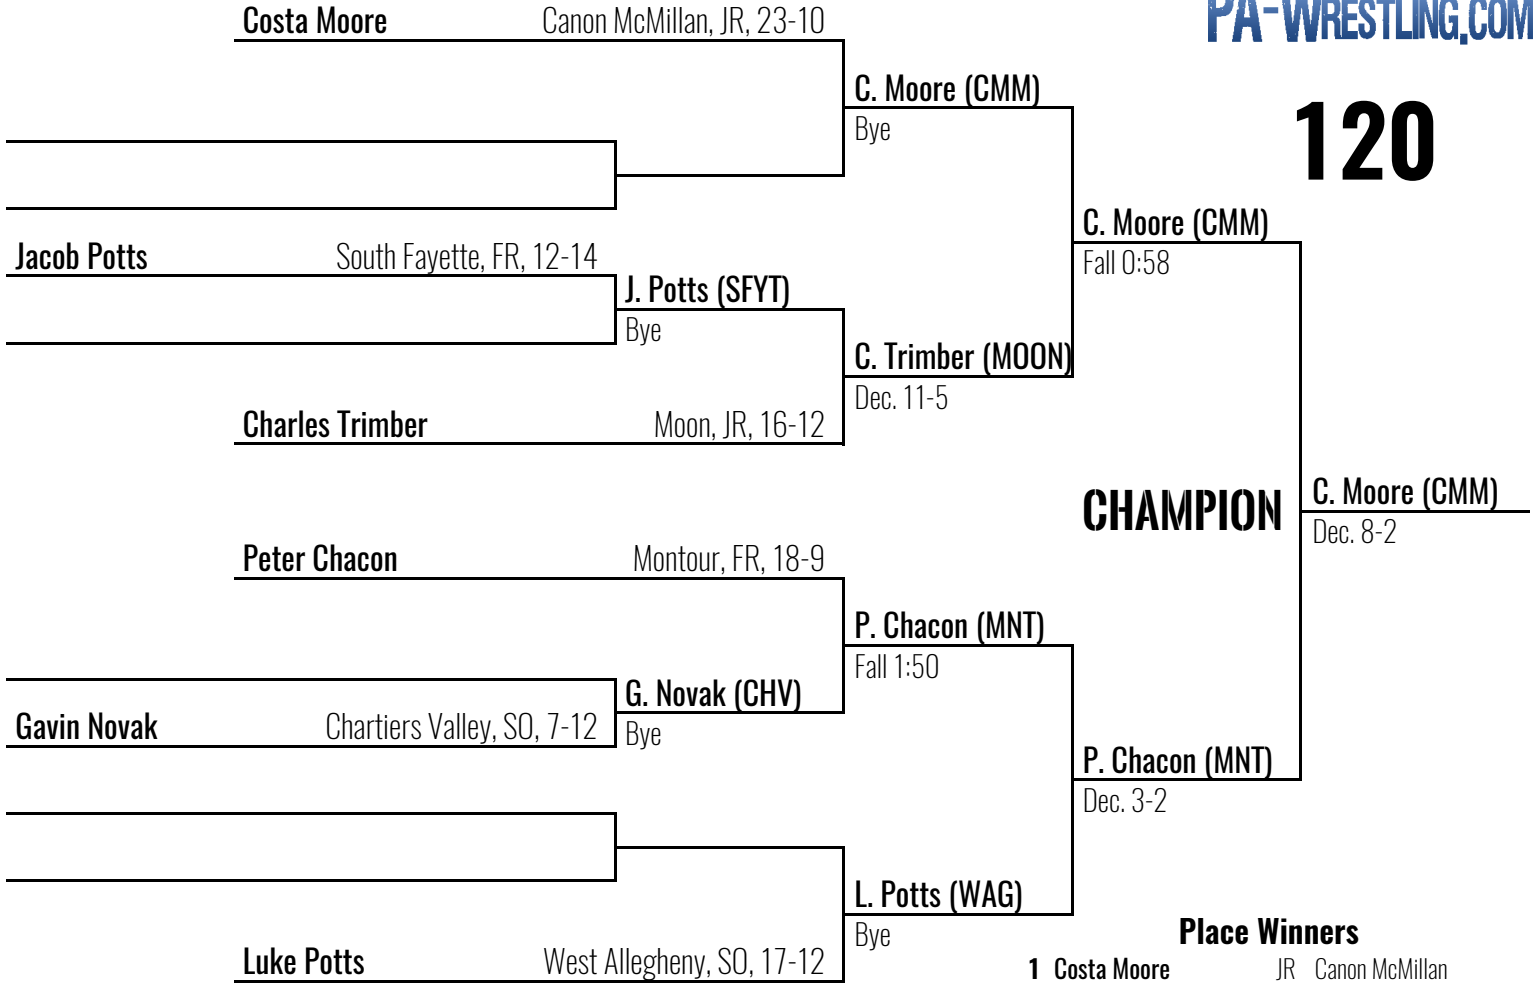 PA-WRESTLING.COM
120
Costa Moore Canon McMillan, JR, 23-10
C. Moore (CMM)
Bye
C. Moore (CMM)
Fall 0:58
Jacob Potts South Fayette, FR, 12-14
J. Potts (SFYT)
Bye
C. Trimber (MOON)
Dec. 11-5
Charles Trimber Moon, JR, 16-12
CHAMPION
C. Moore (CMM)
Dec. 8-2
Peter Chacon Montour, FR, 18-9
P. Chacon (MNT)
Fall 1:50
G. Novak (CHV)
Bye
Gavin Novak Chartiers Valley, SO, 7-12
P. Chacon (MNT)
Dec. 3-2
L. Potts (WAG)
Bye
Luke Potts West Allegheny, SO, 17-12
Place Winners
1 Costa Moore JR Canon McMillan